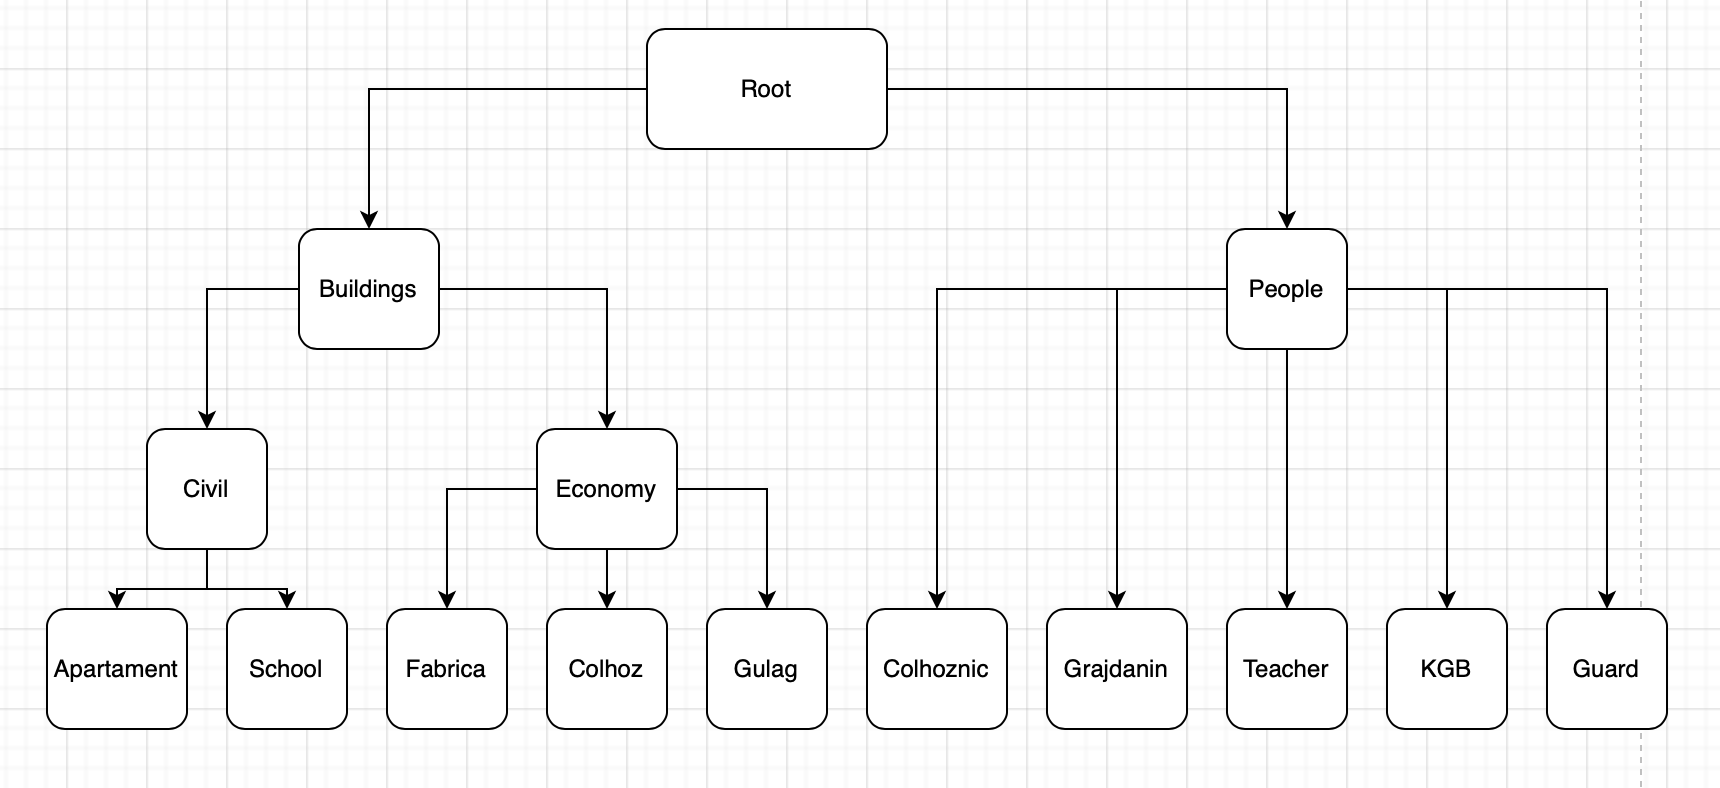 Root
Buildings
People
Civil
Economy
Apartament
School
Fabrica
Colhoz
Gulag
Colhoznic
Grajdanin
Teacher
KGB
Guard